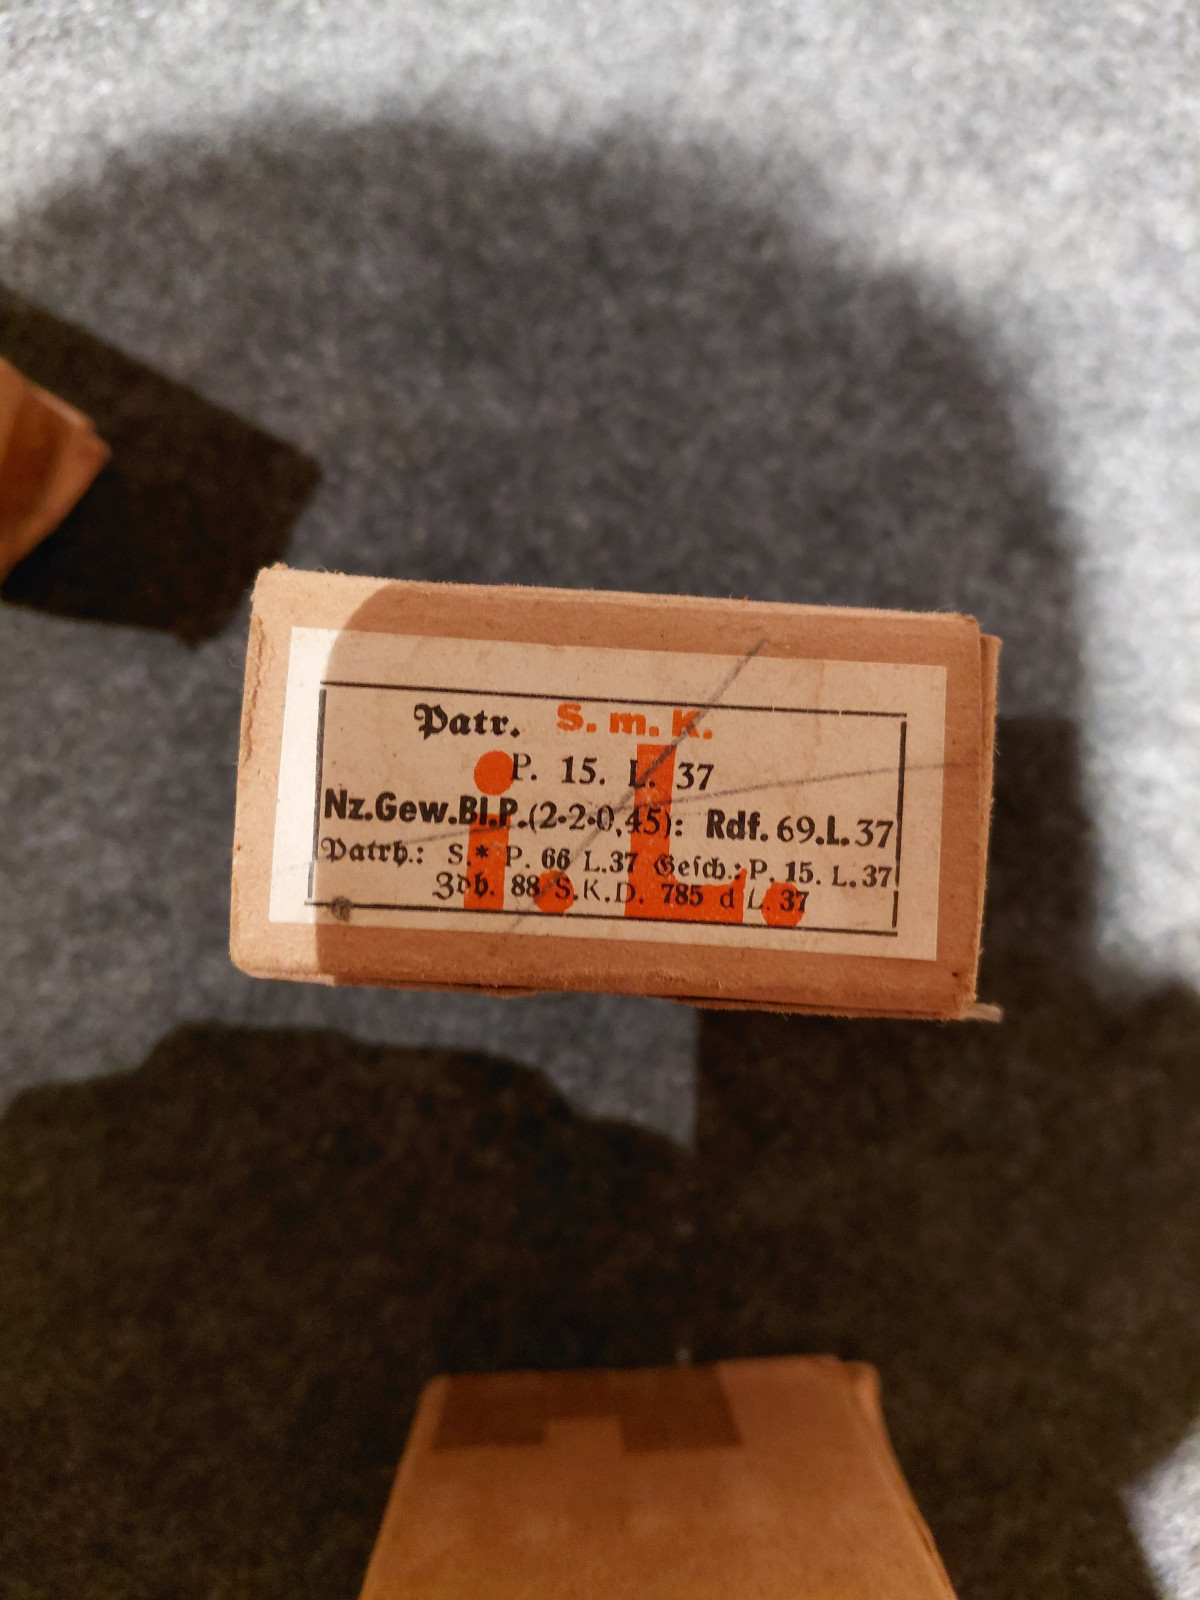 Patr. S. m. K.
P. 15. L. 37
i. L.
Nz.Gew.Bl.P.(2·2·0,45): Rdf. 69.L.37
Patrh.: S.* P. 66 L.37 Gesch.: P. 15. L. 37
Zdh. 88 S.K.D. 785 d L. 37